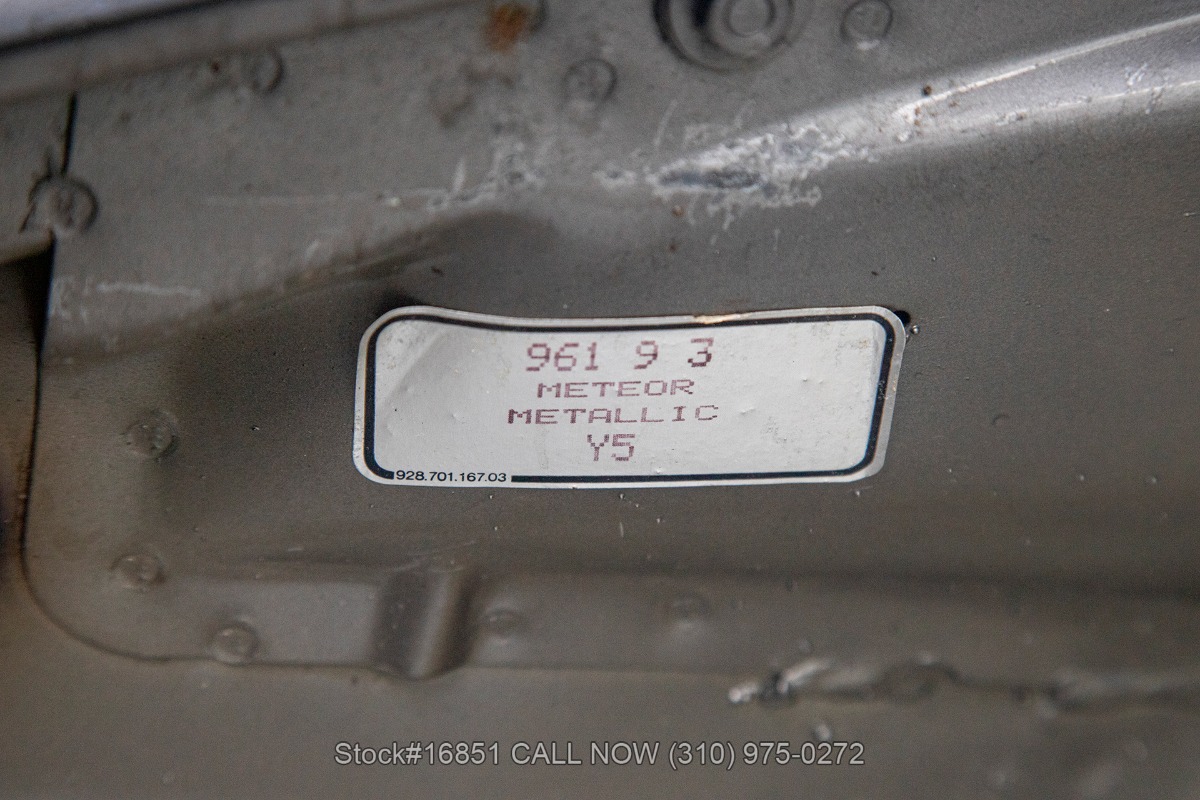 961 9 3
METEOR
METALLIC
Y5
928.701.167.03
Stock#16851 CALL NOW (310) 975-0272